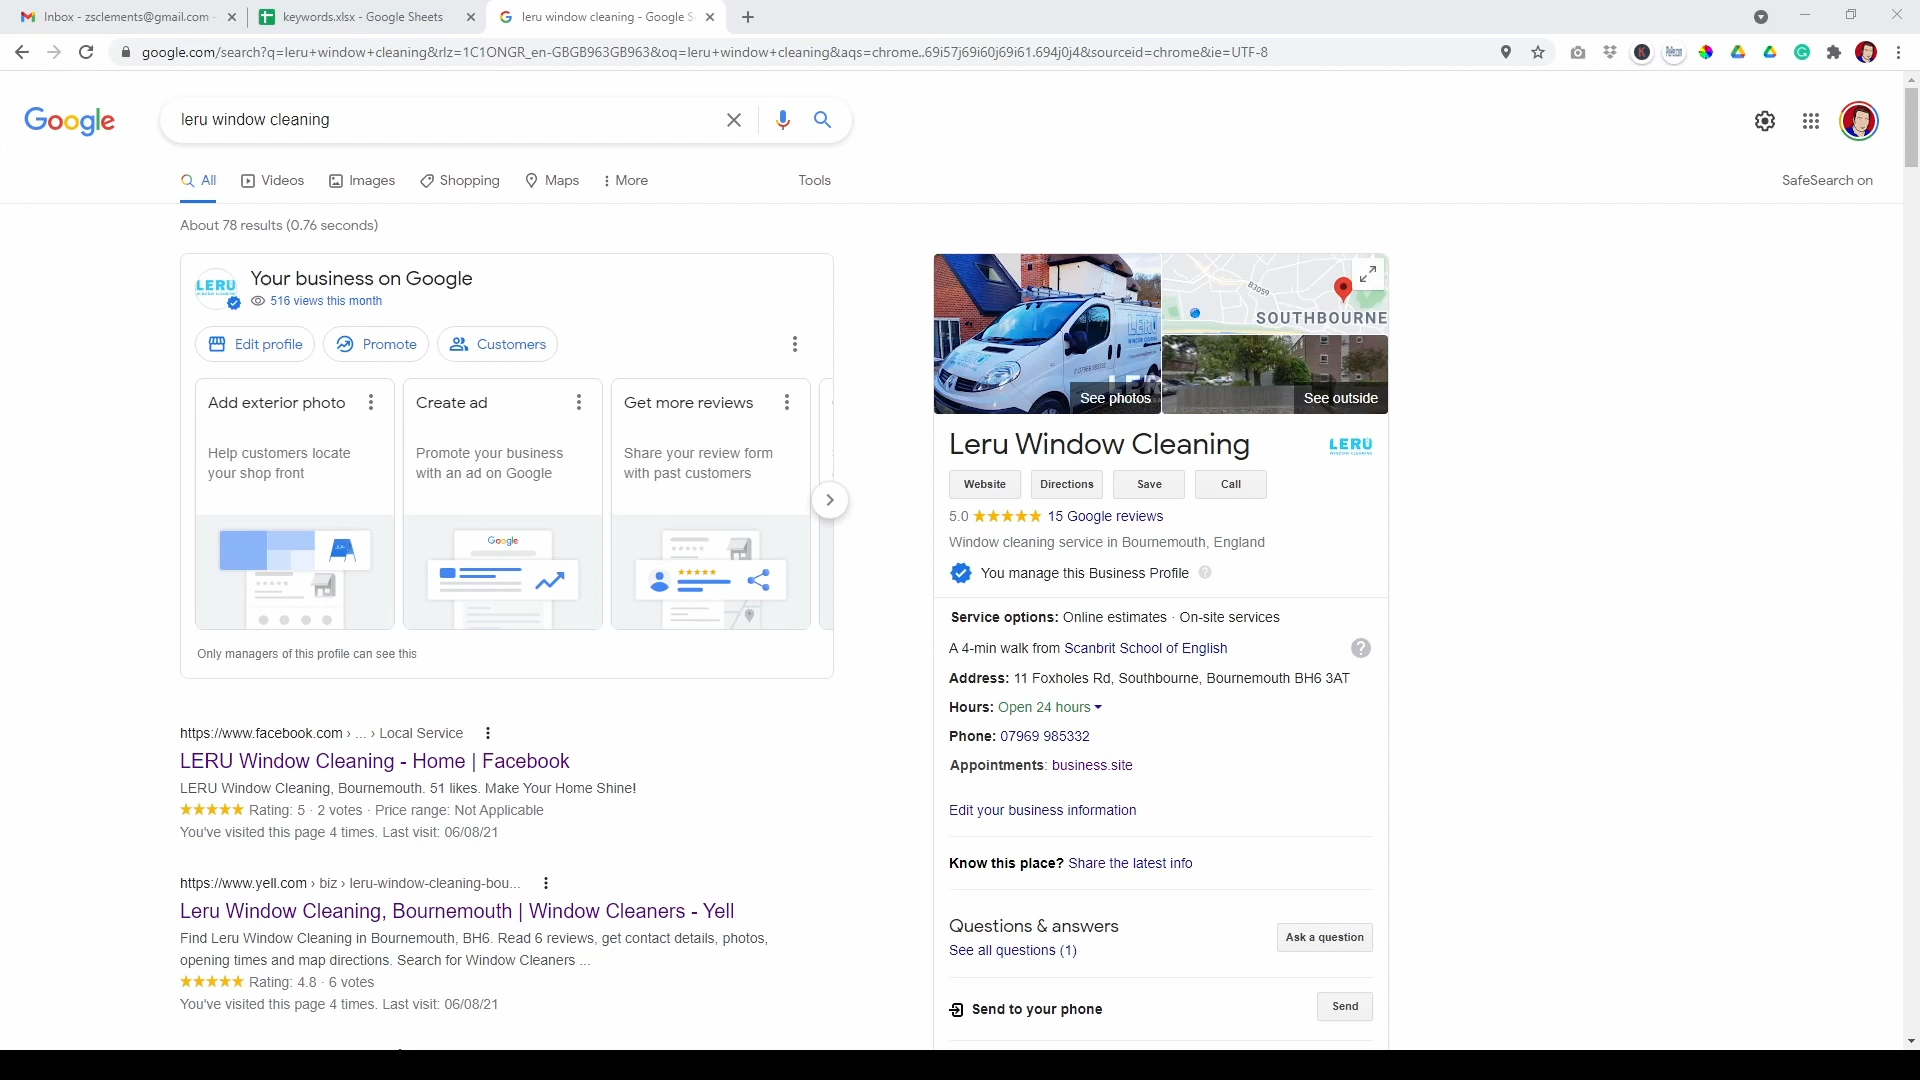 Inbox - zsclements@gmail.com -
keywords.xlsx - Google Sheets
leru window cleaning - Google S
google.com/search?q=leru+window+cleaning&rlz=1C1ONGR_en-GBGB963GB963&oq=leru+window+cleaning&aqs=chrome..69i57j69i60j69i61.694j0j4&sourceid=chrome&ie=UTF-8
Google
leru window cleaning
All
Videos
Images
Shopping
Maps
More
Tools
SafeSearch on
About 78 results (0.76 seconds)
LERU
Your business on Google
516 views this month
Edit profile
Promote
Customers
Add exterior photo
Help customers locate
your shop front
Create ad
Promote your business
with an ad on Google
Google
Get more reviews
Share your review form
with past customers
Only managers of this profile can see this
https://www.facebook.com › ... › Local Service
LERU Window Cleaning - Home | Facebook
LERU Window Cleaning, Bournemouth. 51 likes. Make Your Home Shine!
Rating: 5 · 2 votes · Price range: Not Applicable
You've visited this page 4 times. Last visit: 06/08/21
https://www.yell.com › biz › leru-window-cleaning-bou...
Leru Window Cleaning, Bournemouth | Window Cleaners - Yell
Find Leru Window Cleaning in Bournemouth, BH6. Read 6 reviews, get contact details, photos,
opening times and map directions. Search for Window Cleaners ...
Rating: 4.8 · 6 votes
You've visited this page 4 times. Last visit: 06/08/21
LERU
See photos
B3059
SOUTHBOURNE
See outside
Leru Window Cleaning
LERU
WINDOW CLEANING
Website
Directions
Save
Call
5.0
15 Google reviews
Window cleaning service in Bournemouth, England
You manage this Business Profile
Service options: Online estimates · On-site services
A 4-min walk from Scanbrit School of English
Address: 11 Foxholes Rd, Southbourne, Bournemouth BH6 3AT
Hours: Open 24 hours
Phone: 07969 985332
Appointments: business.site
Edit your business information
Know this place? Share the latest info
Questions & answers
See all questions (1)
Ask a question
Send to your phone
Send